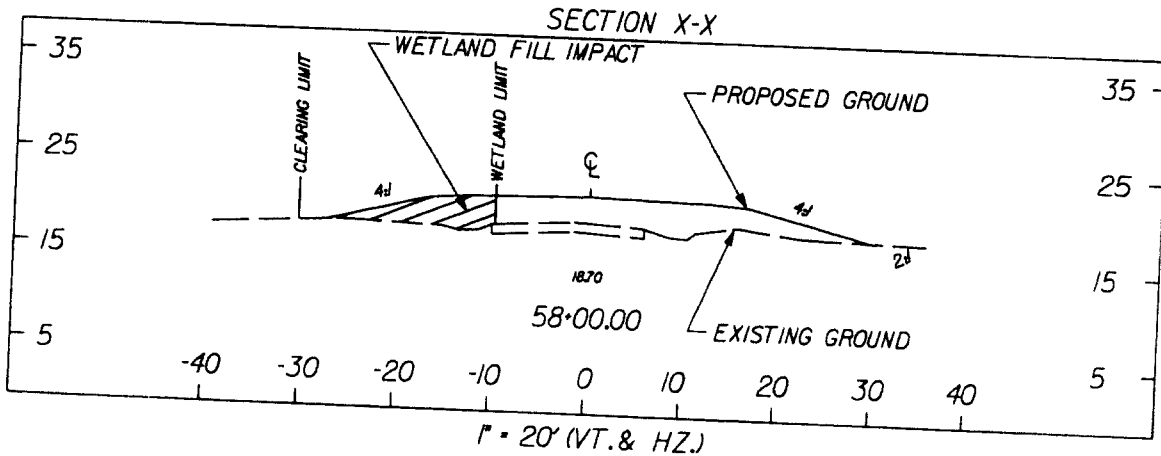 SECTION X-X
35
WETLAND FILL IMPACT
35
CLEARING LIMIT
WETLAND LIMIT
PROPOSED GROUND
25
25
℄
4:1
4:1
15
2:1
15
18.70
58+00.00
EXISTING GROUND
5
5
-40 -30 -20 -10 0 10 20 30 40
1" = 20' (VT. & HZ.)